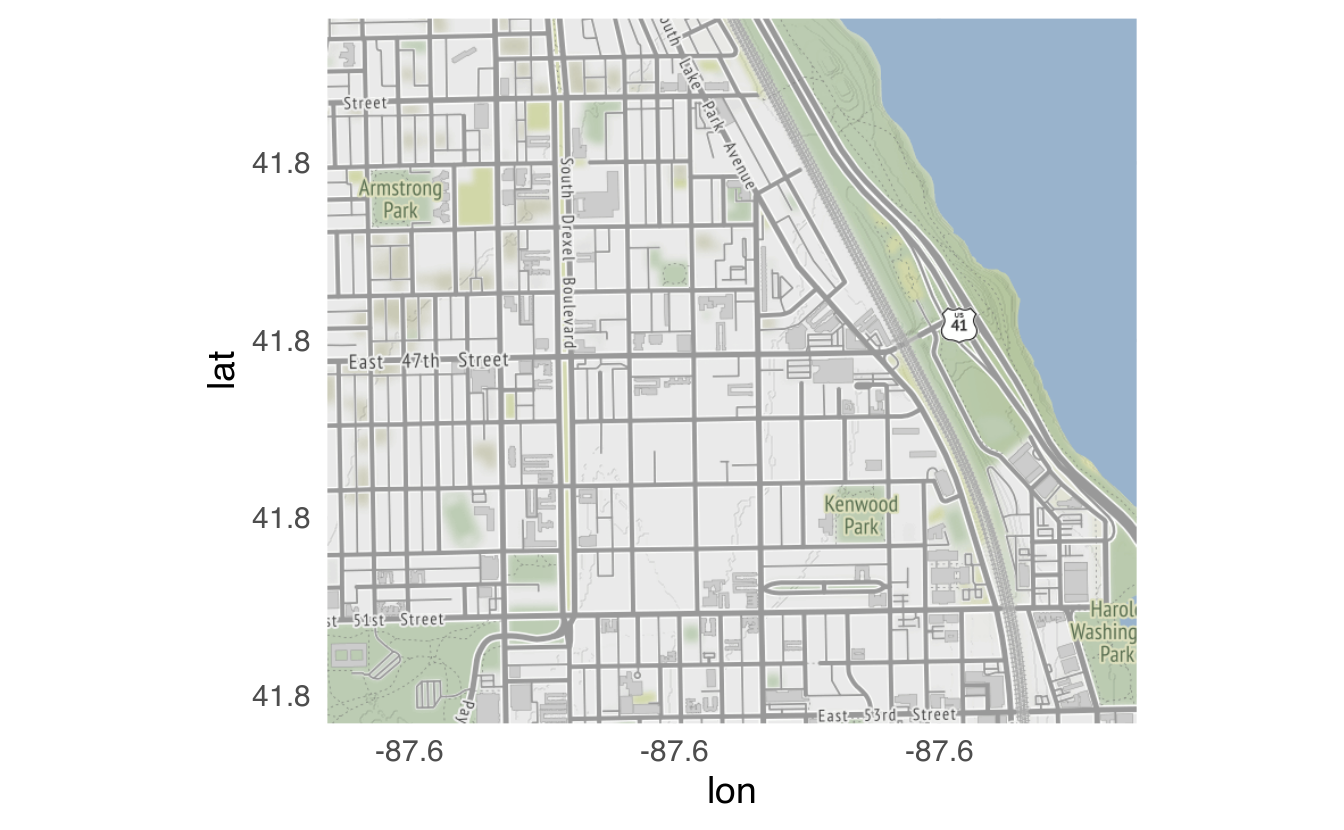 outh Lake Park Avenue
Street
41.8
Armstrong
Park
South Drexel Boulevard
US
41
41.8
East 47th Street
lat
Kenwood
Park
41.8
Harol
Washing
Park
st 51st Street
41.8
Pay
East 53rd Street
-87.6
-87.6
-87.6
lon